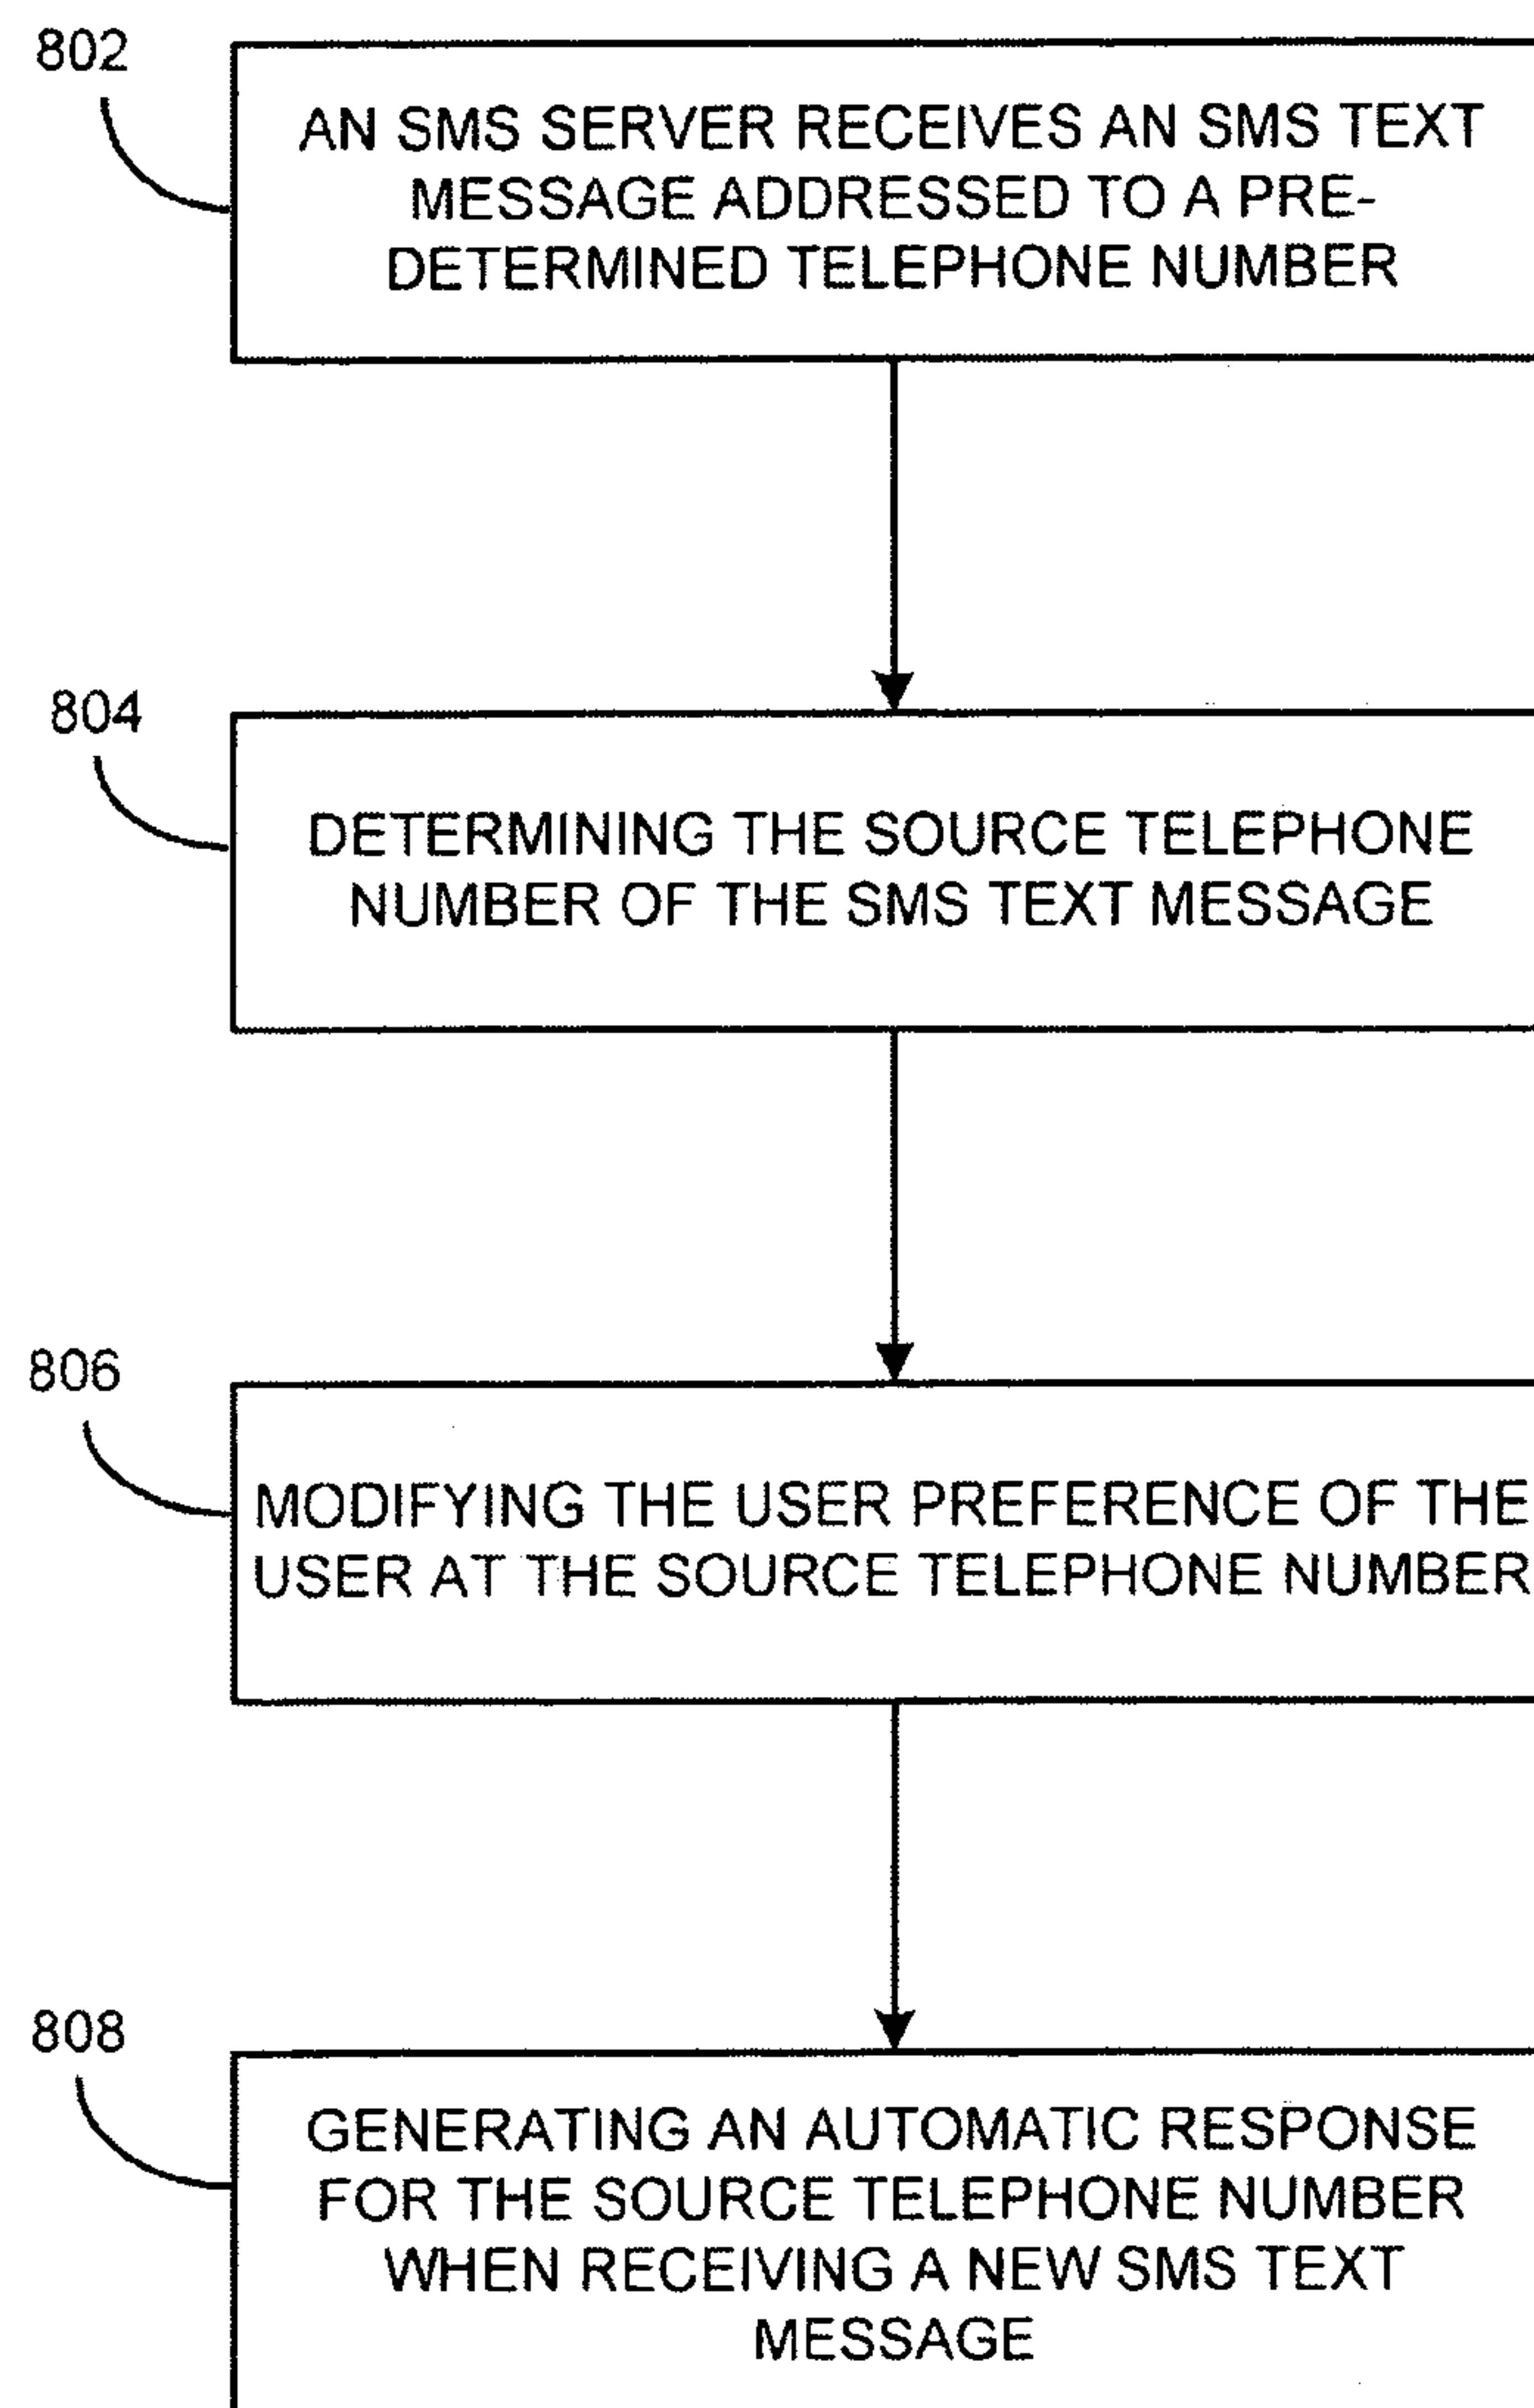 802
AN SMS SERVER RECEIVES AN SMS TEXT
MESSAGE ADDRESSED TO A PRE-
DETERMINED TELEPHONE NUMBER
804
DETERMINING THE SOURCE TELEPHONE
NUMBER OF THE SMS TEXT MESSAGE
806
MODIFYING THE USER PREFERENCE OF THE
USER AT THE SOURCE TELEPHONE NUMBER
808
GENERATING AN AUTOMATIC RESPONSE
FOR THE SOURCE TELEPHONE NUMBER
WHEN RECEIVING A NEW SMS TEXT
MESSAGE